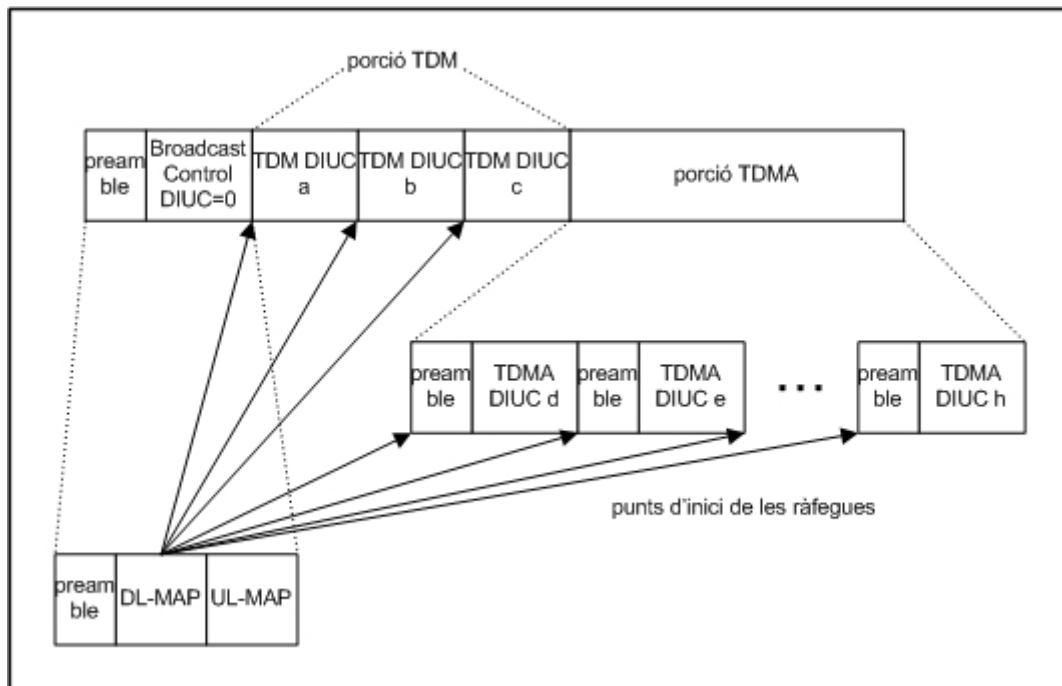 porció TDM
pream
ble
Broadcast
Control
DIUC=0
TDM DIUC
a
TDM DIUC
b
TDM DIUC
c
porció TDMA
pream
ble
TDMA
DIUC d
pream
ble
TDMA
DIUC e
...
pream
ble
TDMA
DIUC h
punts d'inici de les ràfegues
pream
ble
DL-MAP
UL-MAP